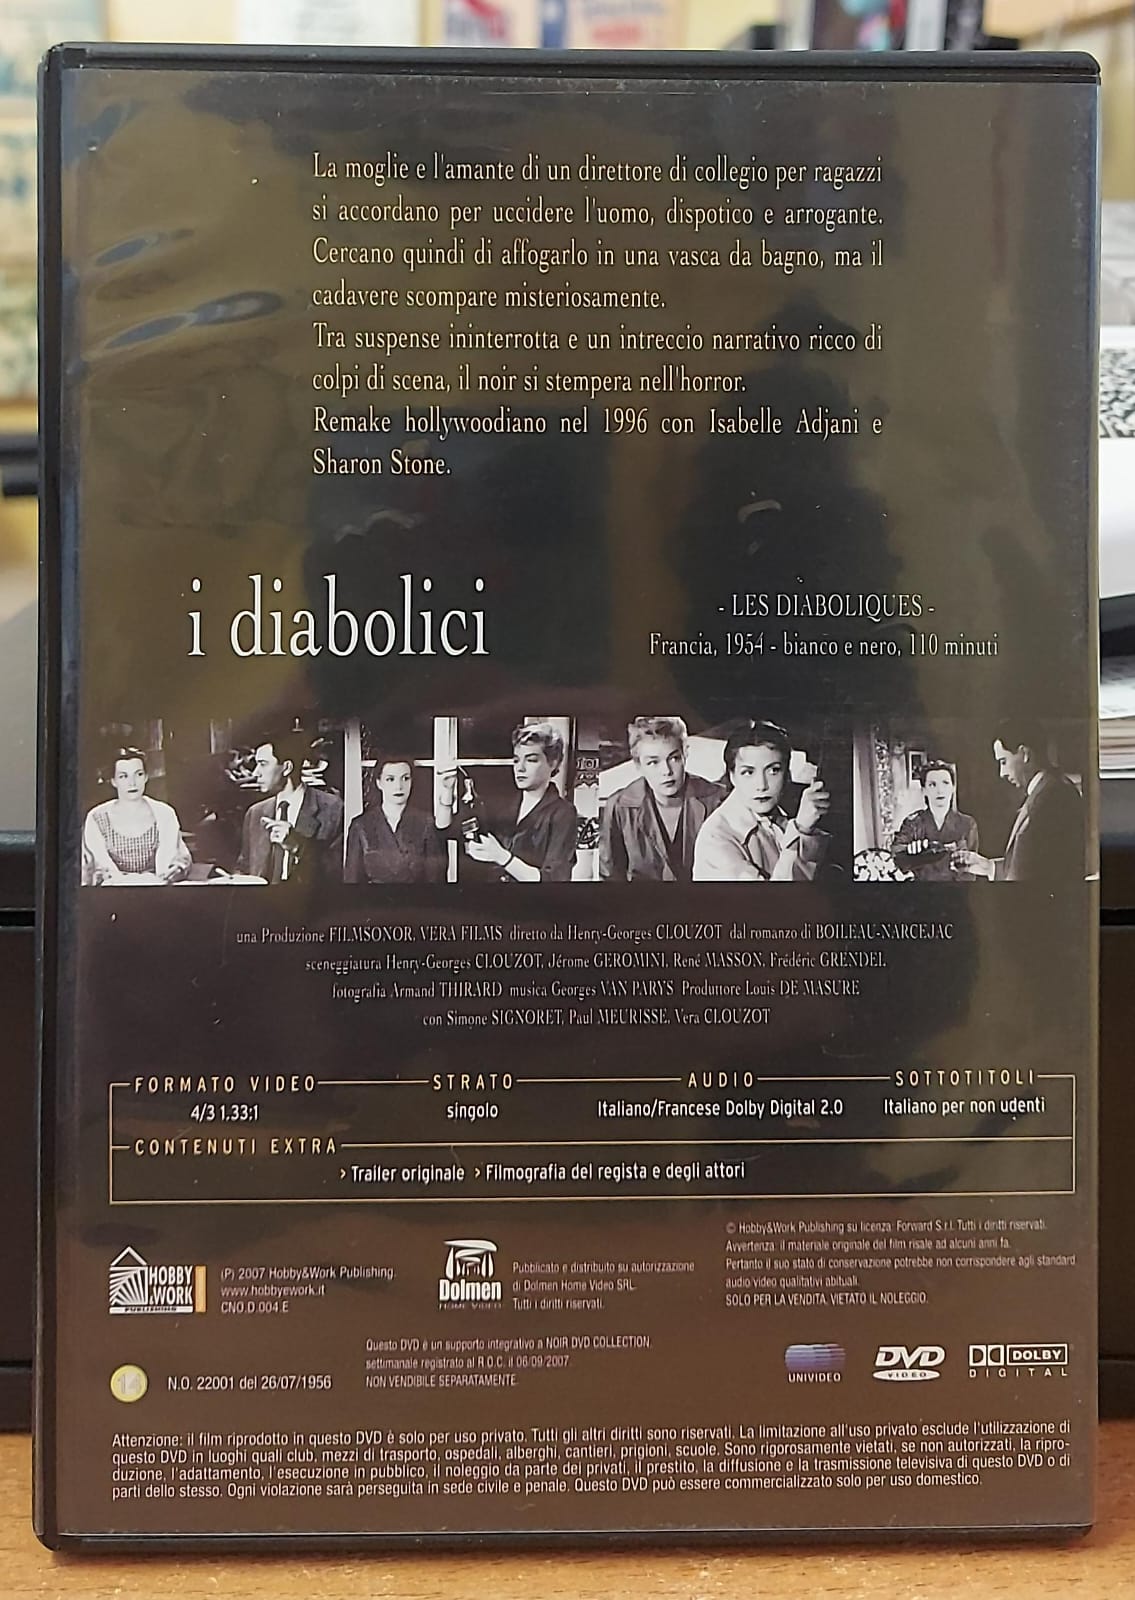 La moglie e l'amante di un direttore di collegio per ragazzi
si accordano per uccidere l'uomo, dispotico e arrogante.
Cercano quindi di affogarlo in una vasca da bagno, ma il
cadavere scompare misteriosamente.
Tra suspense ininterrotta e un intreccio narrativo ricco di
colpi di scena, il noir si stempera nell'horror.
Remake hollywoodiano nel 1996 con Isabelle Adjani e
Sharon Stone.
i diabolici
- LES DIABOLIQUES -
Francia, 1954 - bianco e nero, 110 minuti
una Produzione FILMSONOR, VERA FILMS diretto da Henry-Georges CLOUZOT dal romanzo di BOILEAU-NARCEJAC
sceneggiatura Henry-Georges CLOUZOT, Jérome GEROMINI, René MASSON, Frédéric GRENDEL
fotografia Armand THIRARD musica Georges VAN PARYS Produttore Louis DE MASURE
con Simone SIGNORET, Paul MEURISSE, Vera CLOUZOT
FORMATO VIDEO STRATO AUDIO SOTTOTITOLI
4/3 1.33:1 singolo Italiano/Francese Dolby Digital 2.0 Italiano per non udenti
CONTENUTI EXTRA
› Trailer originale › Filmografia del regista e degli attori
HOBBY
&WORK
PUBLISHING
(P) 2007 Hobby&Work Publishing.
www.hobbyework.it
CNO.D.004.E
Dolmen
HOME VIDEO
Pubblicato e distribuito su autorizzazione
di Dolmen Home Video SRL
Tutti i diritti riservati.
© Hobby&Work Publishing su licenza: Forward S.r.l. Tutti i diritti riservati.
Avvertenza: il materiale originale del film risale ad alcuni anni fa.
Pertanto il suo stato di conservazione potrebbe non corrispondere agli standard
audio/video qualitativi abituali.
SOLO PER LA VENDITA. VIETATO IL NOLEGGIO.
Questo DVD è un supporto integrativo a NOIR DVD COLLECTION,
settimanale registrato al R.O.C. il 06/09/2007
NON VENDIBILE SEPARATAMENTE
14
N.O. 22001 del 26/07/1956
UNIVIDEO
DVD
VIDEO
DOLBY
DIGITAL
Attenzione: il film riprodotto in questo DVD è solo per uso privato. Tutti gli altri diritti sono riservati. La limitazione all'uso privato esclude l'utilizzazione di
questo DVD in luoghi quali club, mezzi di trasporto, ospedali, alberghi, cantieri, prigioni, scuole. Sono rigorosamente vietati, se non autorizzati, la ripro-
duzione, l'adattamento, l'esecuzione in pubblico, il noleggio da parte dei privati, il prestito, la diffusione e la trasmissione televisiva di questo DVD o di
parti dello stesso. Ogni violazione sarà perseguita in sede civile e penale. Questo DVD può essere commercializzato solo per uso domestico.